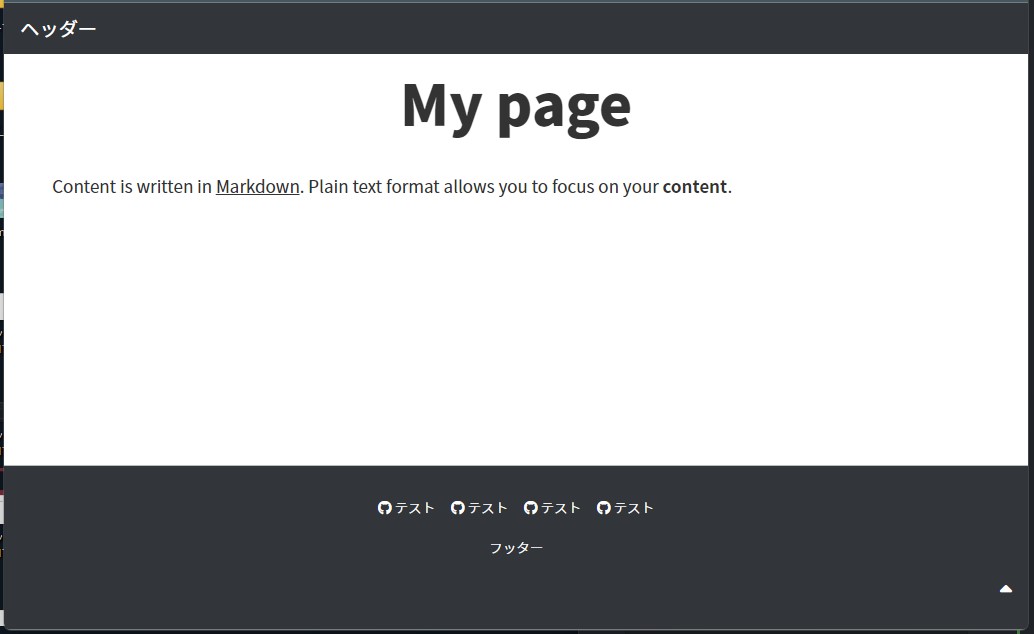 ヘッダー
My page
Content is written in Markdown. Plain text format allows you to focus on your content.
テスト テスト テスト テスト
フッター